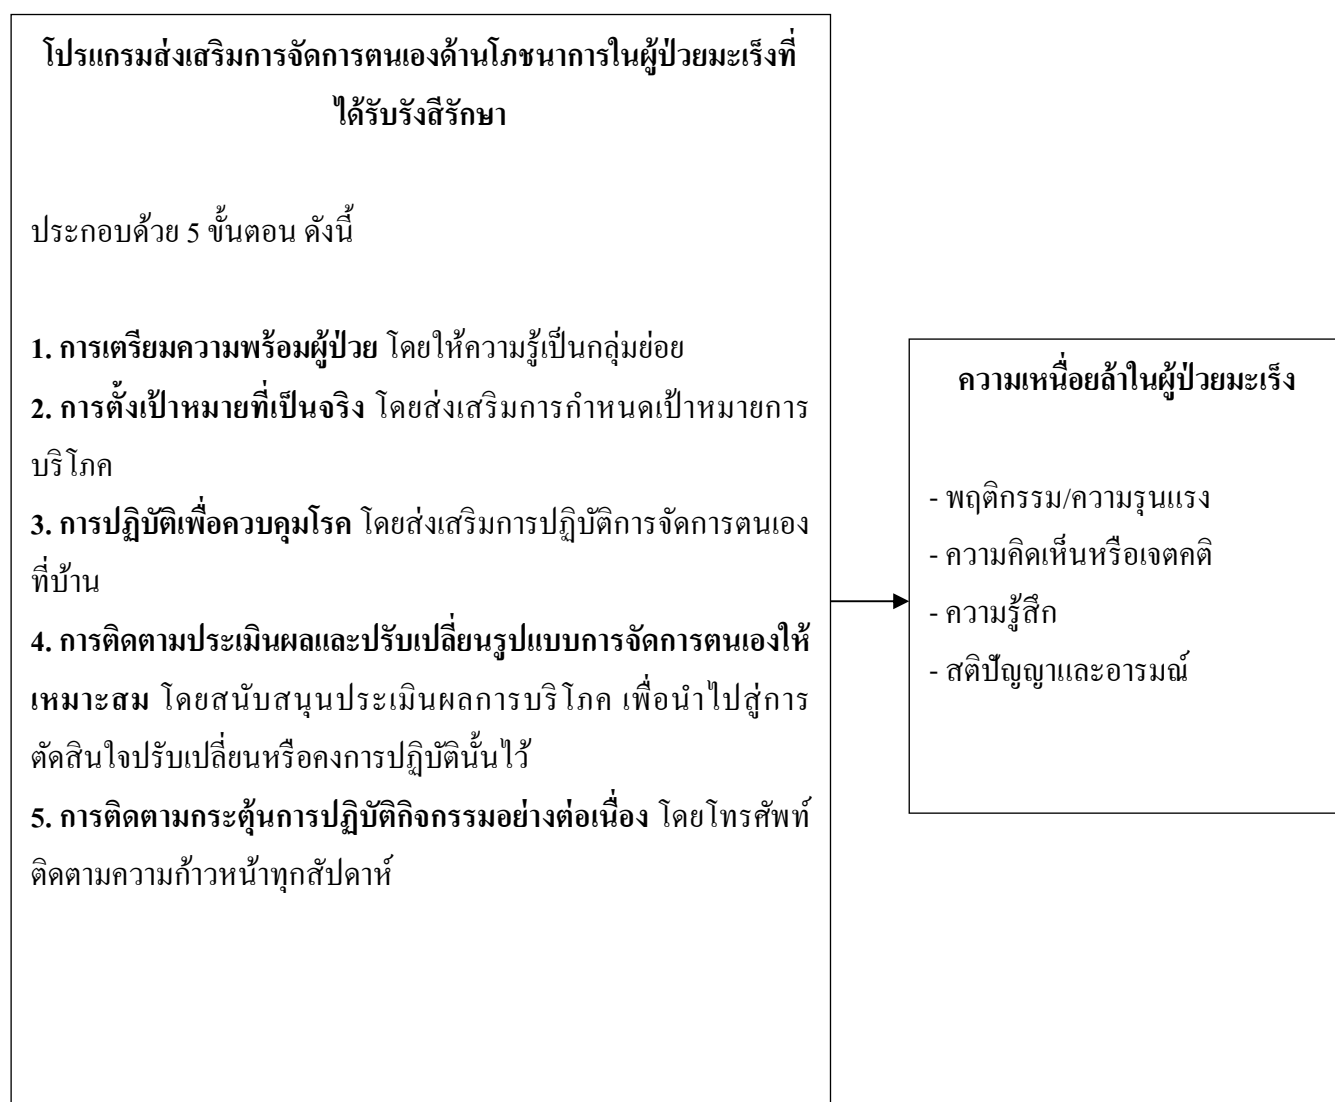 โปรแกรมส่งเสริมการจัดการตนเองด้านโภชนาการในผู้ป่วยมะเร็งที่
ได้รับรังสีรักษา
ประกอบด้วย 5 ขั้นตอน ดังนี้
1. การเตรียมความพร้อมผู้ป่วย โดยให้ความรู้เป็นกลุ่มย่อย
2. การตั้งเป้าหมายที่เป็นจริง โดยส่งเสริมการกำหนดเป้าหมายการ
บริโภค
3. การปฏิบัติเพื่อควบคุมโรค โดยส่งเสริมการปฏิบัติการจัดการตนเอง
ที่บ้าน
4. การติดตามประเมินผลและปรับเปลี่ยนรูปแบบการจัดการตนเองให้
เหมาะสม โดยสนับสนุนประเมินผลการบริโภค เพื่อนำไปสู่การ
ตัดสินใจปรับเปลี่ยนหรือคงการปฏิบัตินั้นไว้
5. การติดตามกระตุ้นการปฏิบัติกิจกรรมอย่างต่อเนื่อง โดยโทรศัพท์
ติดตามความก้าวหน้าทุกสัปดาห์
ความเหนื่อยล้าในผู้ป่วยมะเร็ง
- พฤติกรรม/ความรุนแรง
- ความคิดเห็นหรือเจตคติ
- ความรู้สึก
- สติปัญญาและอารมณ์